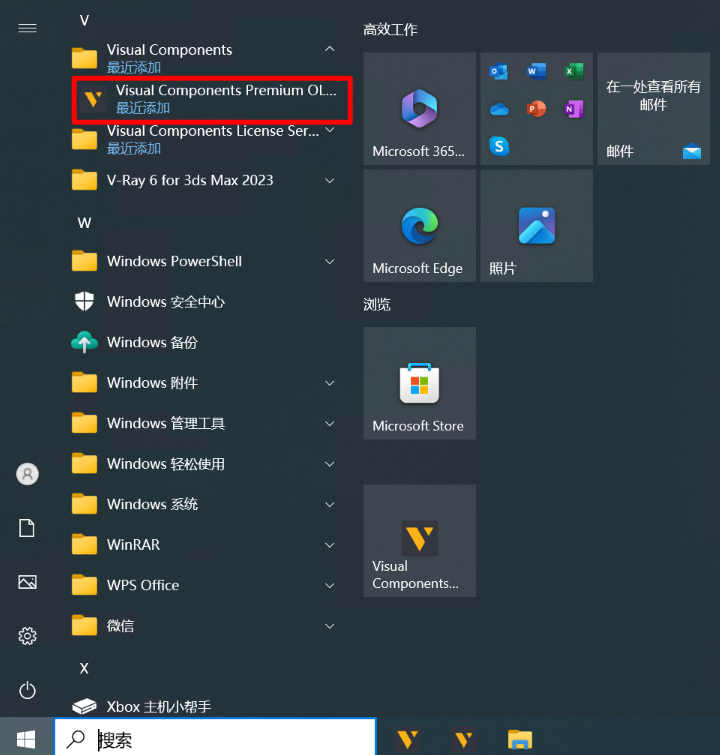 V
Visual Components
最近添加
Visual Components Premium OL...
最近添加
Visual Components License Ser...
最近添加
V-Ray 6 for 3ds Max 2023
W
Windows PowerShell
Windows 安全中心
Windows 备份
Windows 附件
Windows 管理工具
Windows 轻松使用
Windows 系统
WinRAR
WPS Office
微信
X
Xbox 主机小帮手
高效工作
Microsoft 365...
在一处查看所有
邮件
邮件
Microsoft Edge
照片
浏览
Microsoft Store
Visual
Components...
搜索